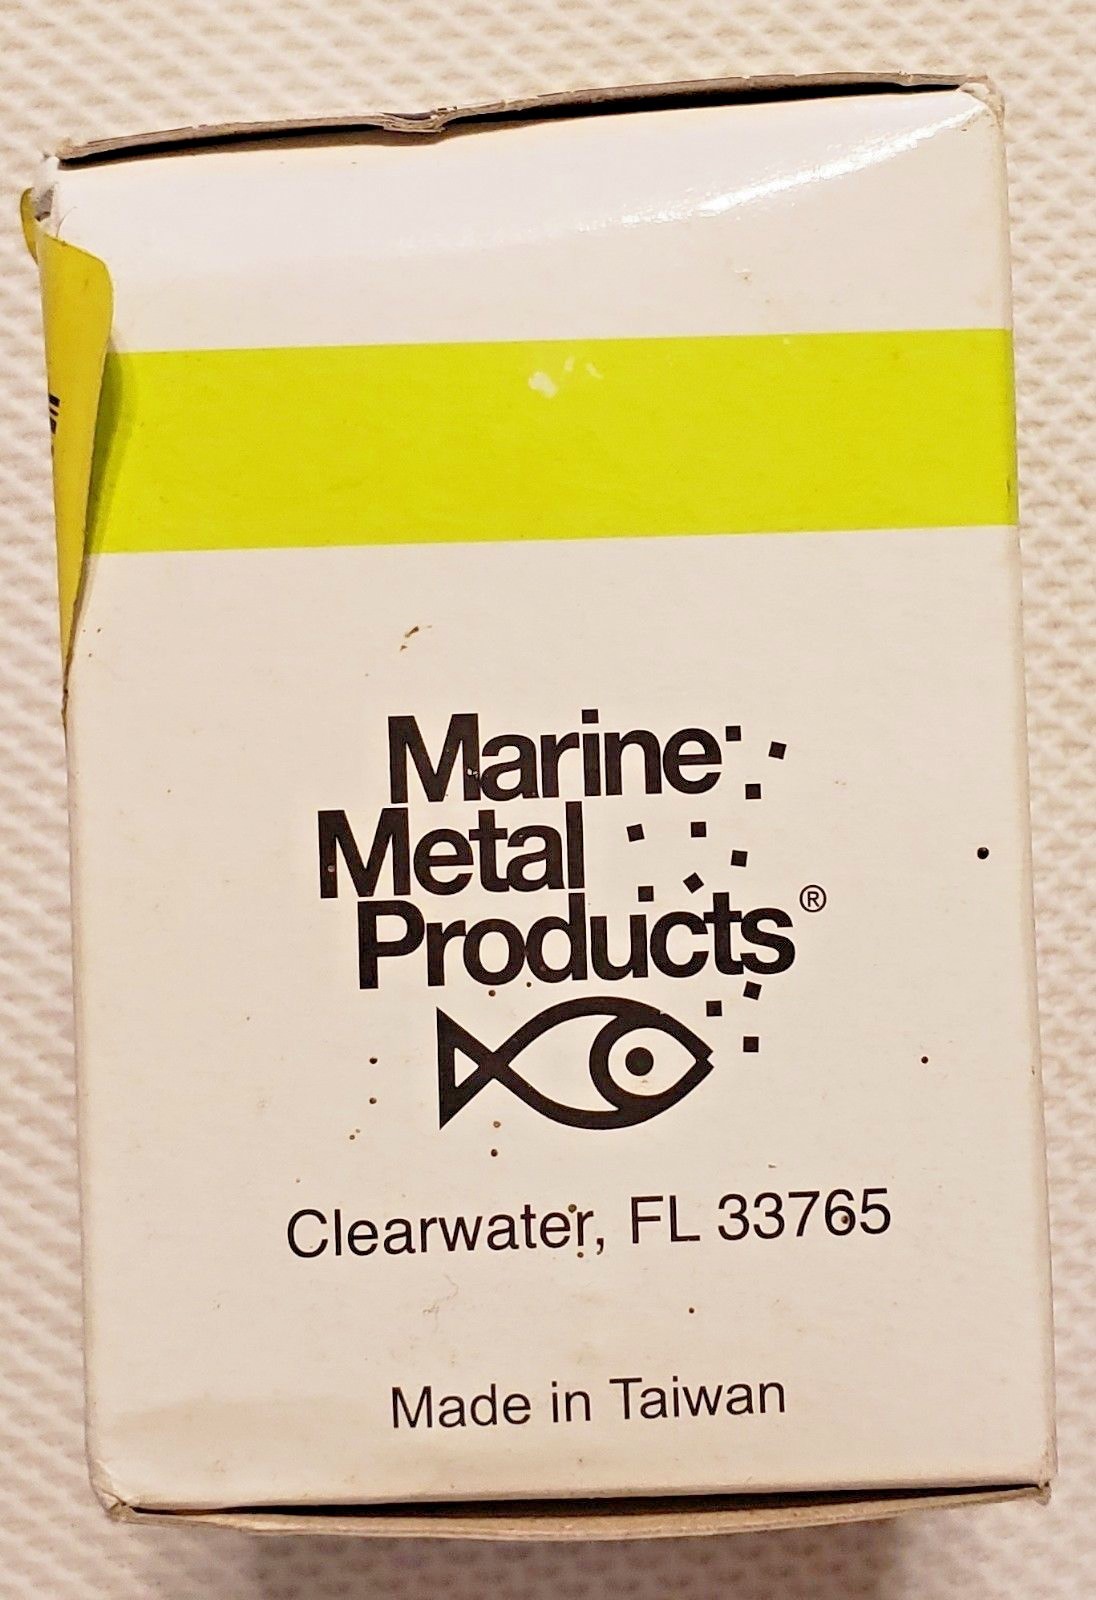 Marine
Metal
Products®
Clearwater, FL 33765
Made in Taiwan